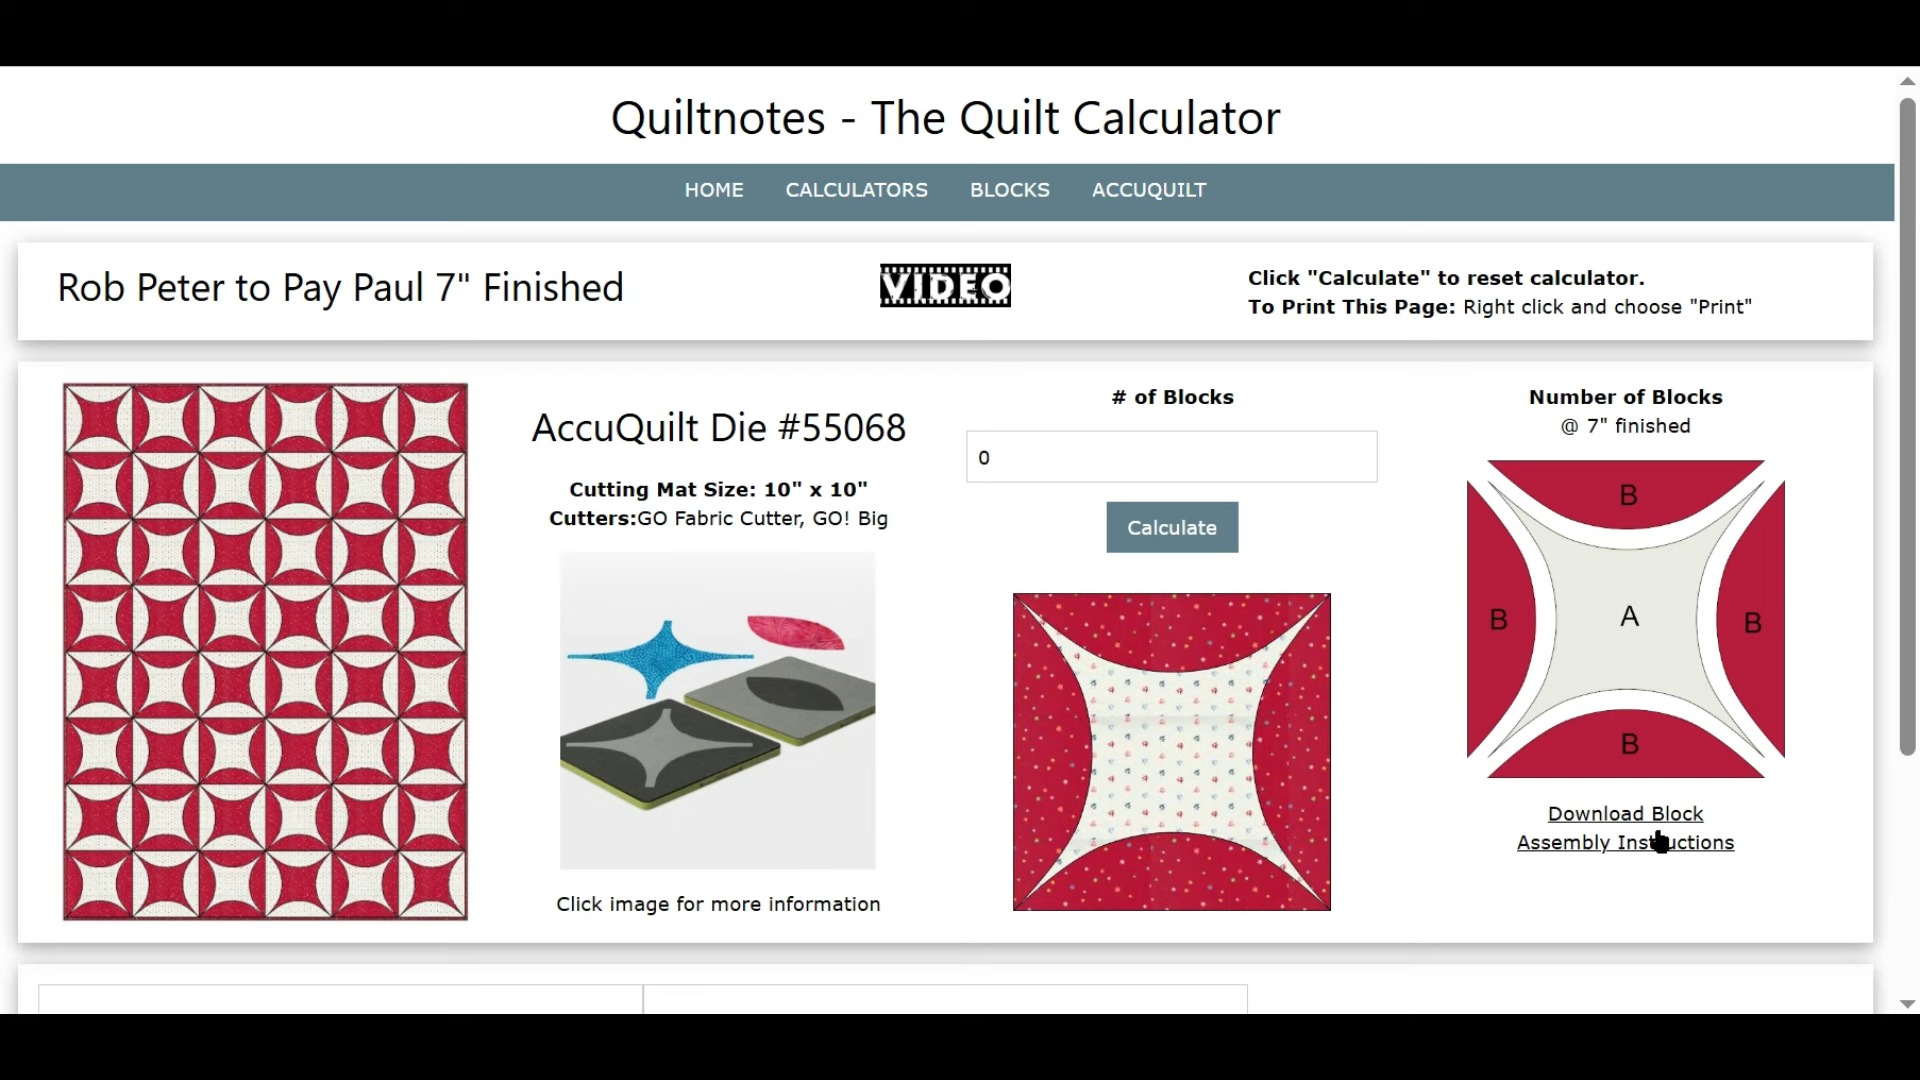 Quiltnotes - The Quilt Calculator
HOME CALCULATORS BLOCKS ACCUQUILT
Rob Peter to Pay Paul 7" Finished
VIDEO
Click "Calculate" to reset calculator.
To Print This Page: Right click and choose "Print"
AccuQuilt Die #55068
Cutting Mat Size: 10" x 10"
Cutters:GO Fabric Cutter, GO! Big
Click image for more information
# of Blocks
0
Calculate
Number of Blocks
@ 7" finished
B
B A B
B
Download Block
Assembly Instructions